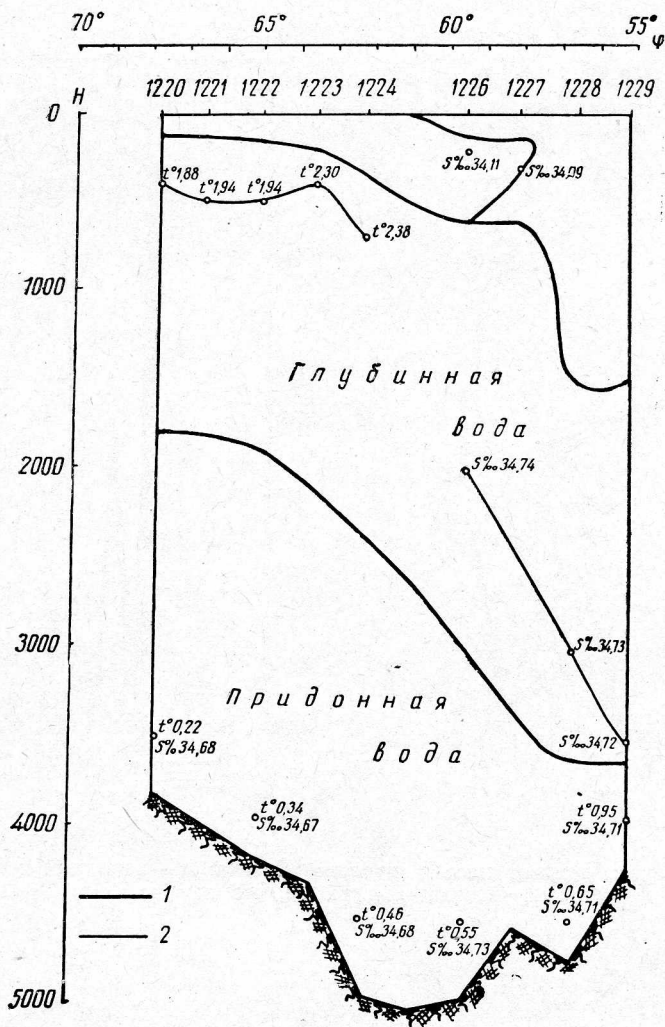 70° 65° 60° 55°
φ
H 1220 1221 1222 1223 1224 1226 1227 1228 1229
0
S‰34,11
S‰34,09
t°1,88
t°1,94
t°1,94
t°2,30
t°2,38
1000
Глубинная
вода
2000
S‰34,74
3000
S‰34,73
Придонная
вода
t°0,22
S‰34,68
S‰34,72
4000
t°0,34
S‰34,67
t°0,95
S‰34,71
1
2
t°0,46
S‰34,68
t°0,55
S‰34,73
t°0,65
S‰34,71
5000